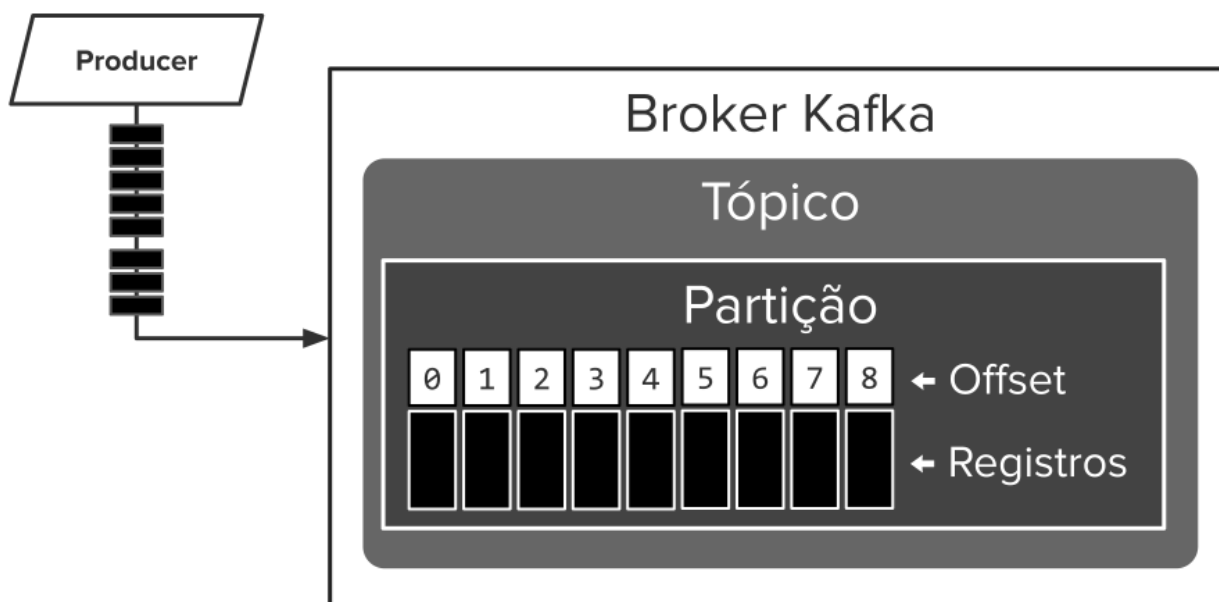 Producer
Broker Kafka
Tópico
Partição
0 1 2 3 4 5 6 7 8 ← Offset
← Registros